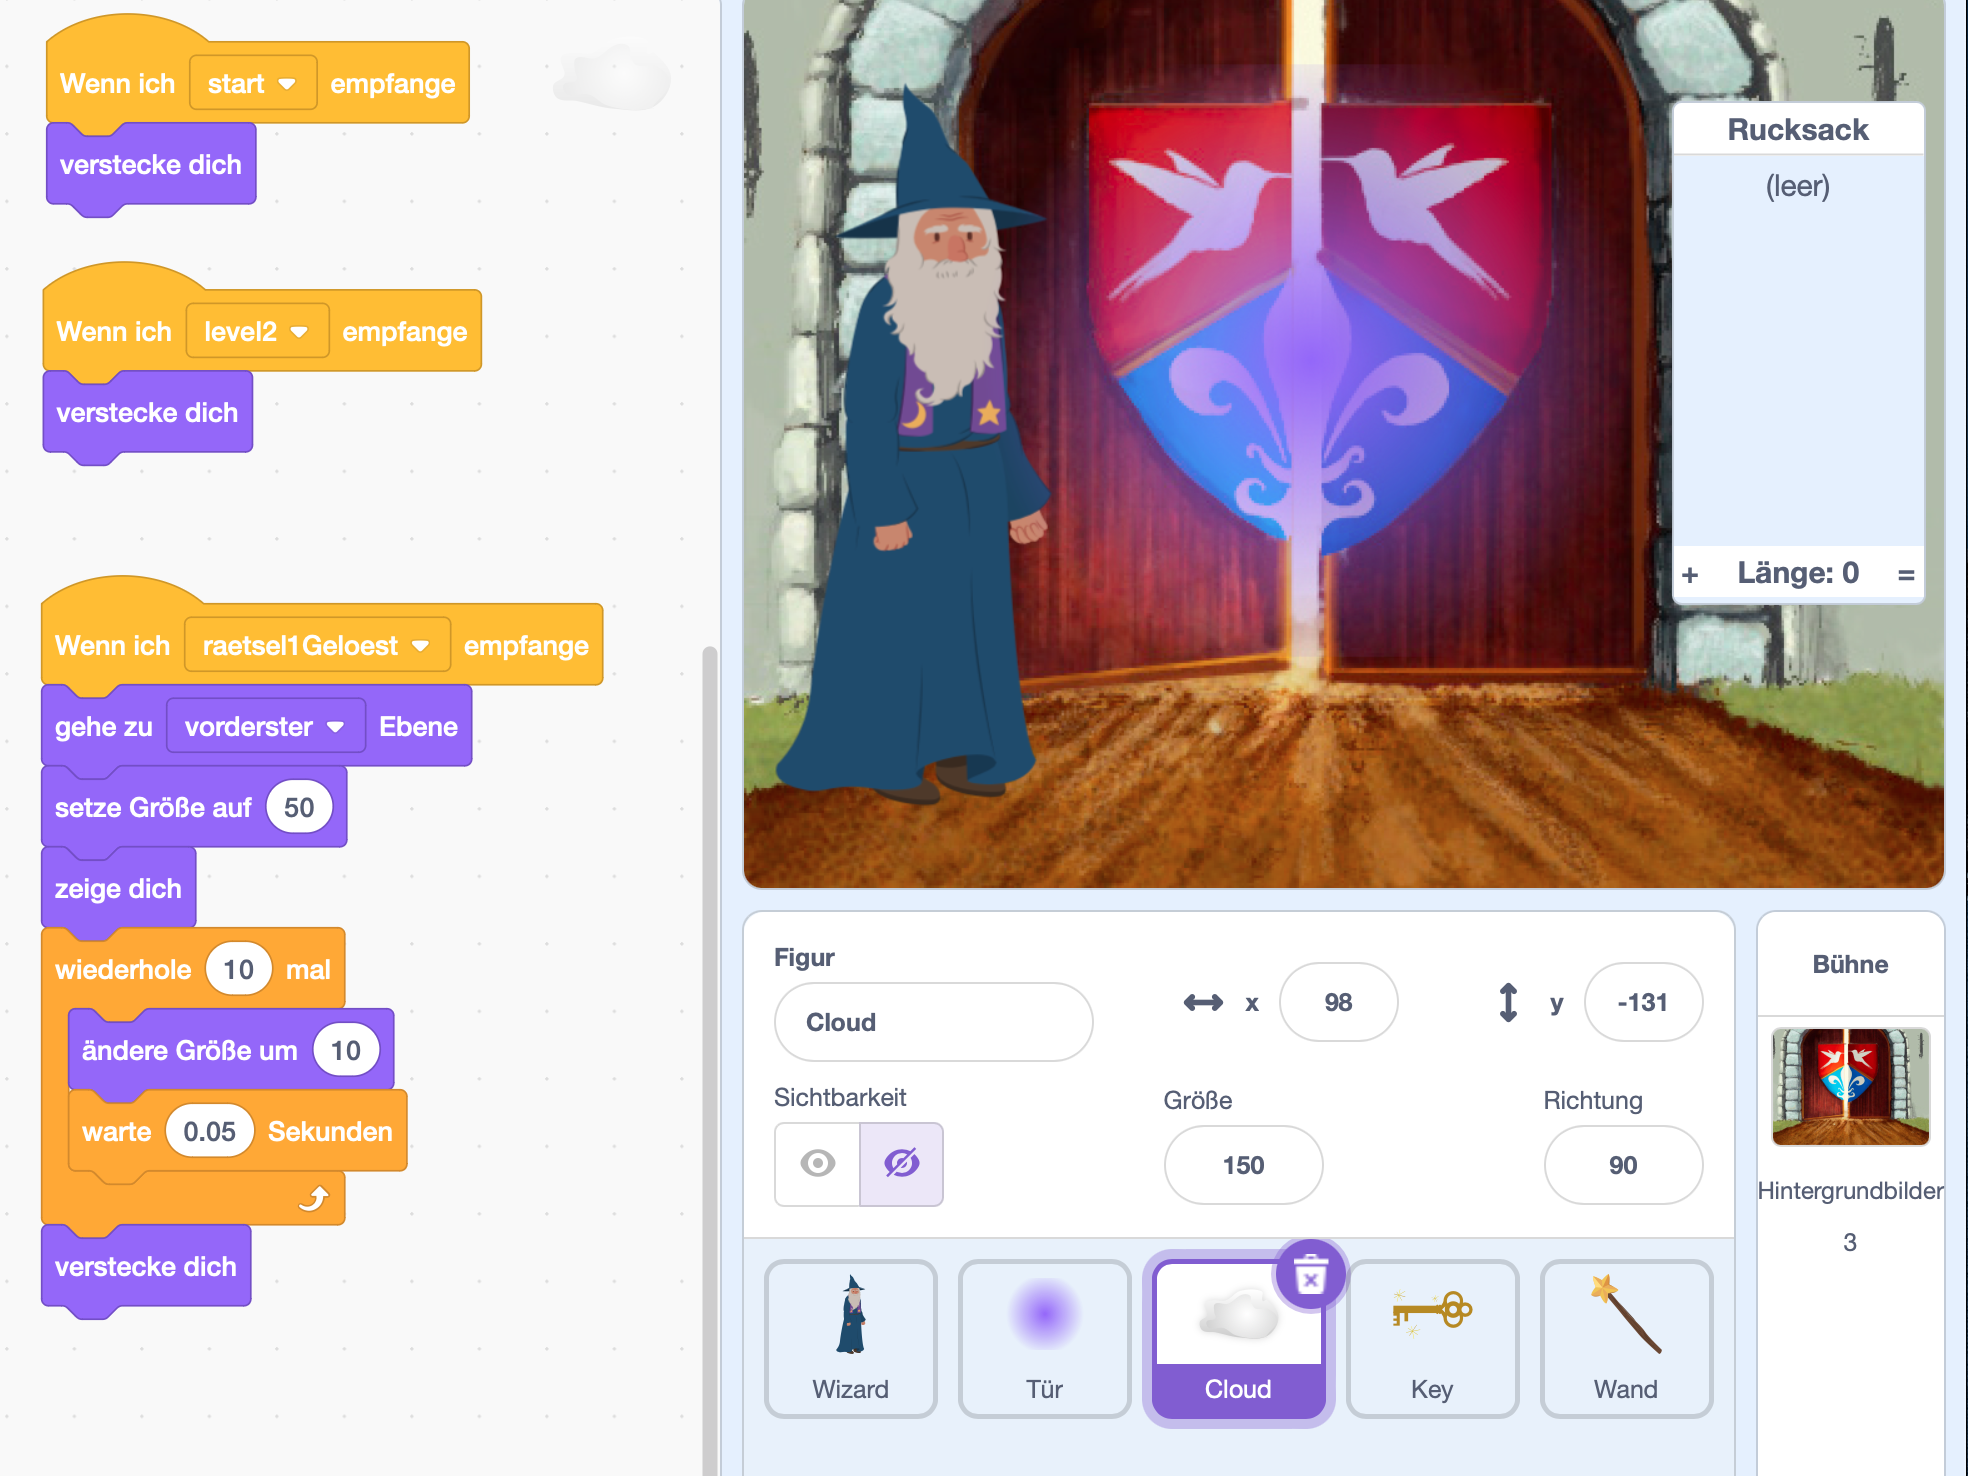 Wenn ich start empfange
verstecke dich
Wenn ich level2 empfange
verstecke dich
Wenn ich raetsel1Geloest empfange
gehe zu vorderster Ebene
setze Größe auf 50
zeige dich
wiederhole 10 mal
ändere Größe um 10
warte 0.05 Sekunden
verstecke dich
Rucksack
(leer)
+ Länge: 0 =
Figur
Cloud
x 98
y -131
Sichtbarkeit
Größe
150
Richtung
90
Wizard
Tür
Cloud
Key
Wand
Bühne
Hintergrundbilder
3